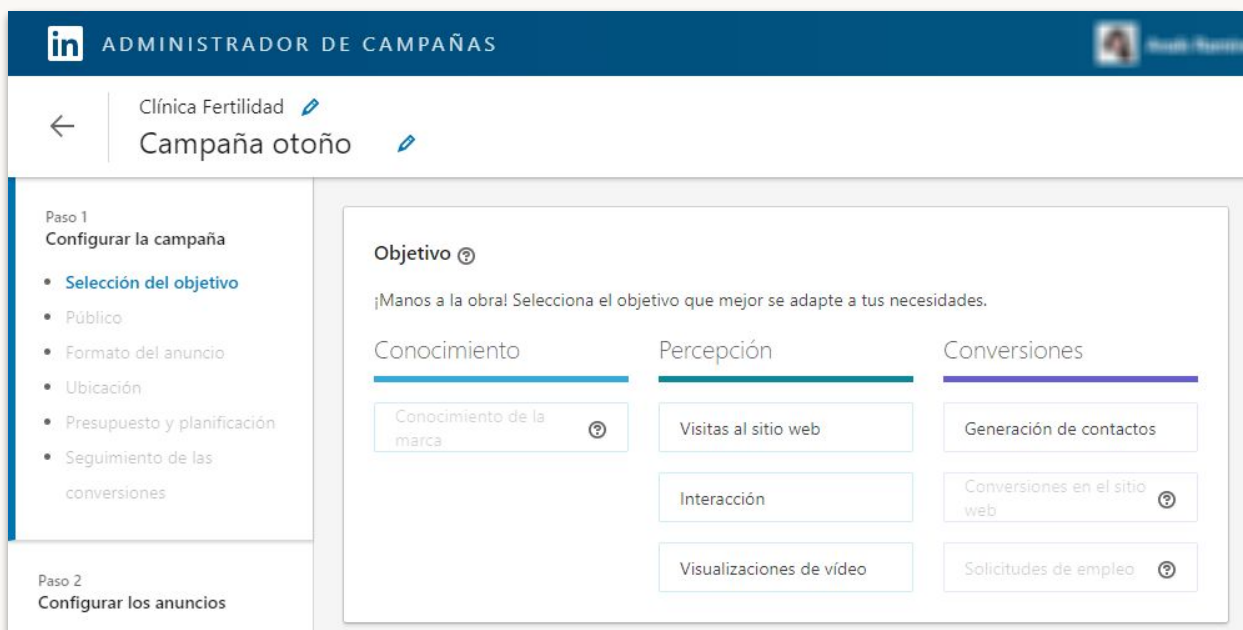 in ADMINISTRADOR DE CAMPAÑAS
Clínica Fertilidad
Campaña otoño
Paso 1
Configurar la campaña
Selección del objetivo
Público
Formato del anuncio
Ubicación
Presupuesto y planificación
Seguimiento de las
conversiones
Paso 2
Configurar los anuncios
Objetivo ?
¡Manos a la obra! Selecciona el objetivo que mejor se adapte a tus necesidades.
Conocimiento
Conocimiento de la
marca ?
Percepción
Visitas al sitio web
Interacción
Visualizaciones de vídeo
Conversiones
Generación de contactos
Conversiones en el sitio
web ?
Solicitudes de empleo ?